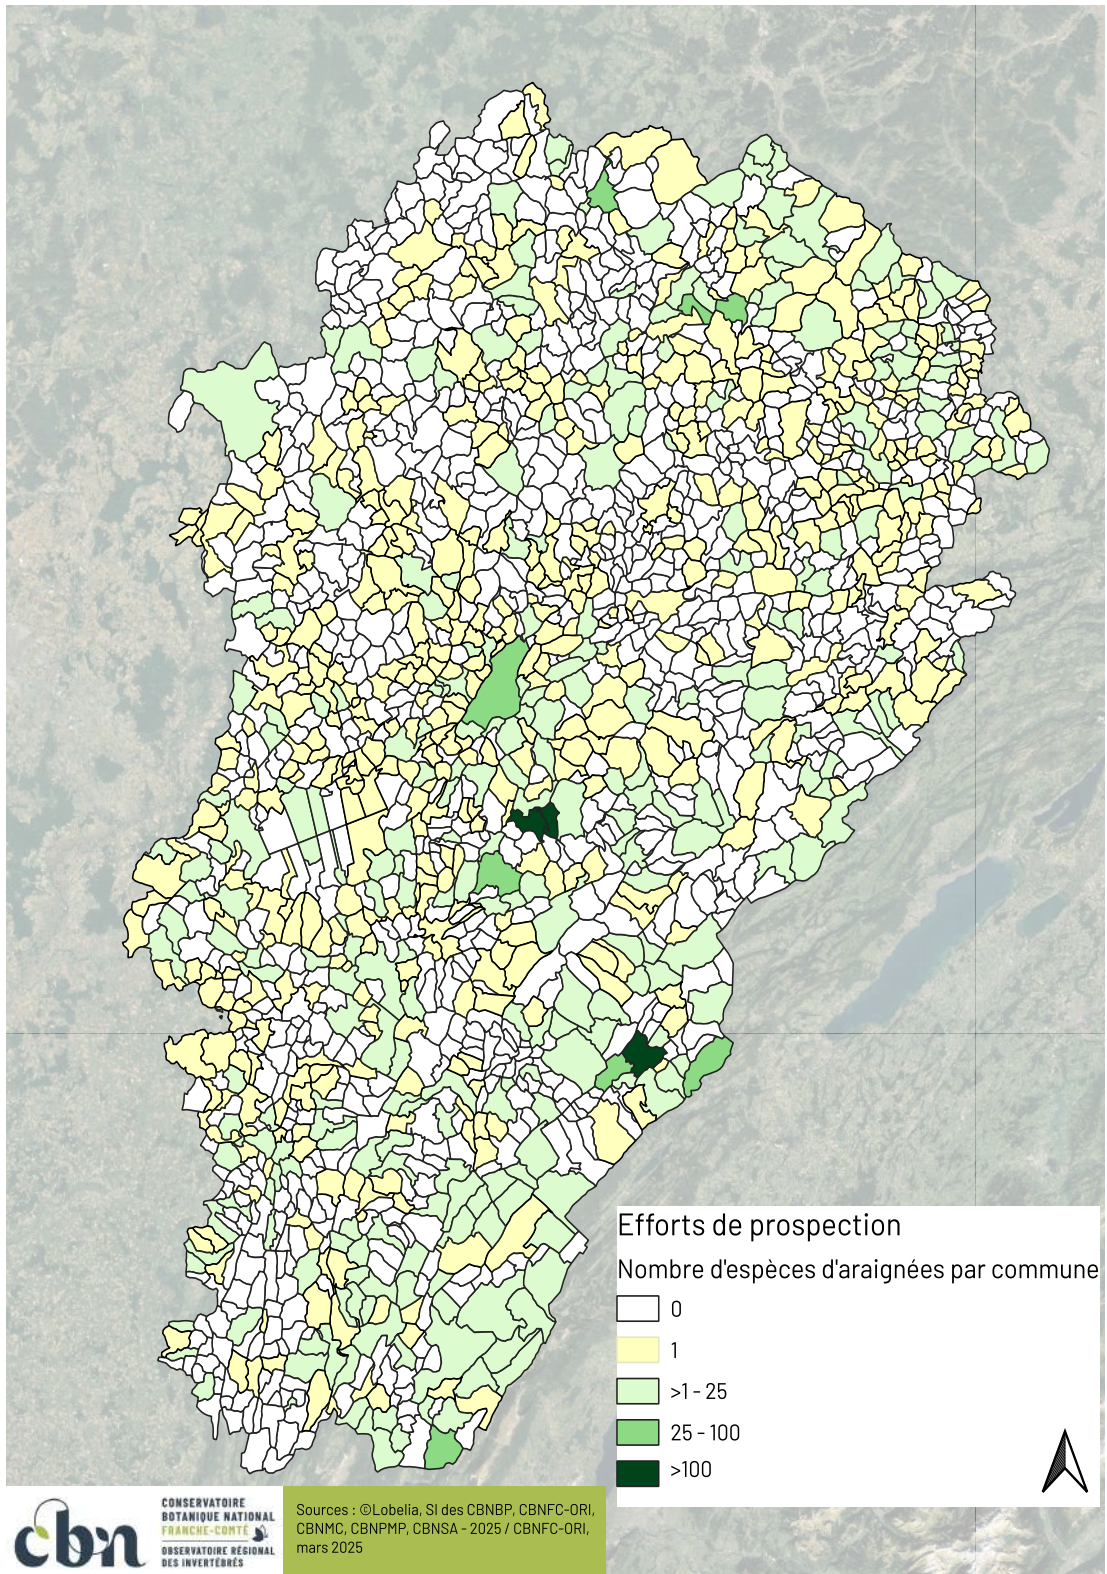 Efforts de prospection
Nombre d'espèces d'araignées par commune
0
1
>1 - 25
25 - 100
>100
cbn
CONSERVATOIRE
BOTANIQUE NATIONAL
FRANCHE-COMTÉ
OBSERVATOIRE RÉGIONAL
DES INVERTÉBRÉS
Sources : ©Lobelia, SI des CBNBP, CBNFC-ORI,
CBNMC, CBNPMP, CBNSA - 2025 / CBNFC-ORI,
mars 2025